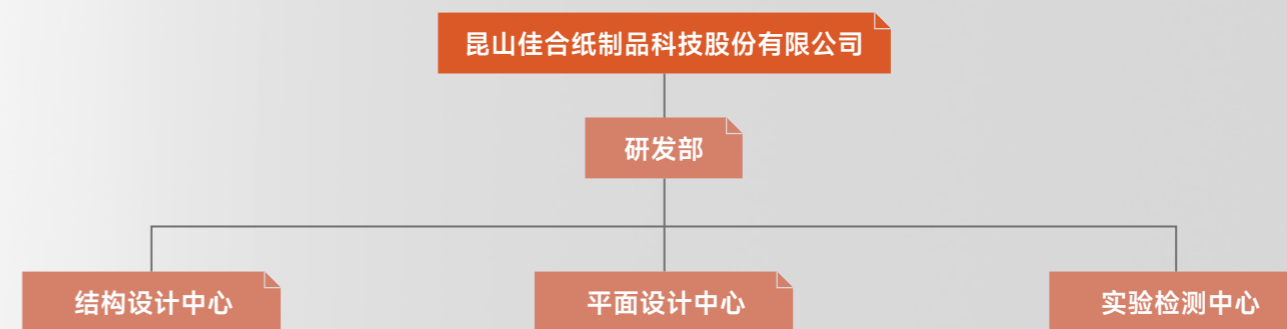 昆山佳合纸制品科技股份有限公司
研发部
结构设计中心
平面设计中心
实验检测中心